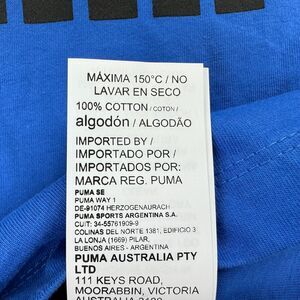 MÁXIMA 150°C / NO
LAVAR EN SECO
100% COTTON / COTON /
algodón / ALGODÃO
IMPORTED BY /
IMPORTADO POR /
IMPORTADO POR:
MARCA REG. PUMA
PUMA SE
PUMA WAY 1
DE-91074 HERZOGENAURACH
PUMA SPORTS ARGENTINA S.A.
CUIT: 34-55761909-9
COLINAS DEL NORTE 1381, EDIFICIO 3
LA LONJA (1669) PILAR,
BUENOS AIRES - ARGENTINA
PUMA AUSTRALIA PTY
LTD
111 KEYS ROAD,
MOORABBIN, VICTORIA